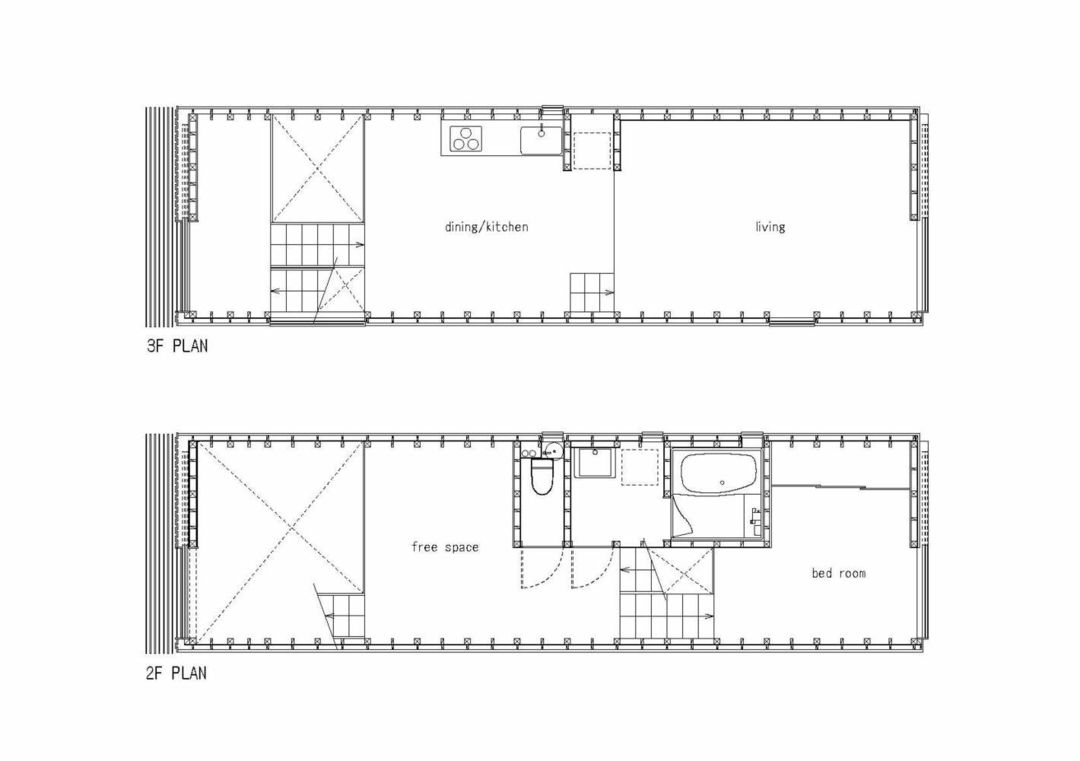 dining/kitchen
living
3F PLAN
free space
bed room
2F PLAN